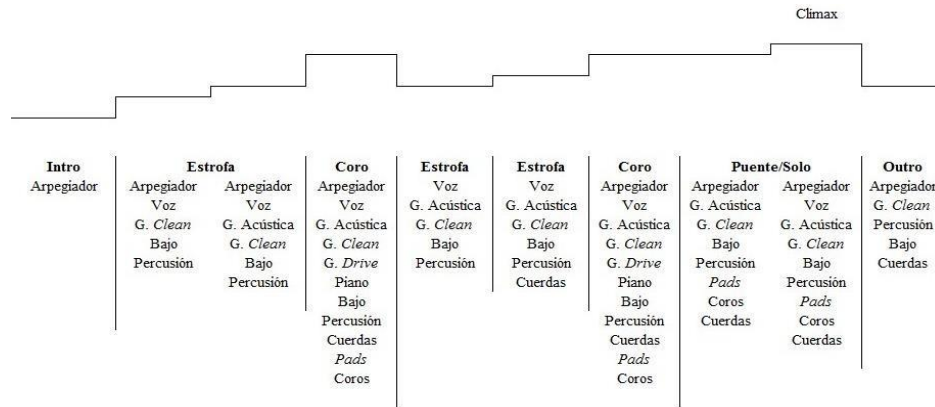 Climax
Intro
Arpegiador
Estrofa
Arpegiador
Voz
G. Clean
Bajo
Percusión
Arpegiador
Voz
G. Acústica
G. Clean
Bajo
Percusión
Coro
Arpegiador
Voz
G. Acústica
G. Clean
G. Drive
Piano
Bajo
Percusión
Cuerdas
Pads
Coros
Estrofa
Voz
G. Acústica
G. Clean
Bajo
Percusión
Estrofa
Voz
G. Acústica
G. Clean
Bajo
Percusión
Cuerdas
Coro
Arpegiador
Voz
G. Acústica
G. Clean
G. Drive
Piano
Bajo
Percusión
Cuerdas
Pads
Coros
Puente/Solo
Arpegiador
G. Acústica
G. Clean
Bajo
Percusión
Pads
Coros
Cuerdas
Arpegiador
Voz
G. Acústica
G. Clean
Bajo
Percusión
Pads
Coros
Cuerdas
Outro
Arpegiador
G. Clean
Percusión
Bajo
Cuerdas